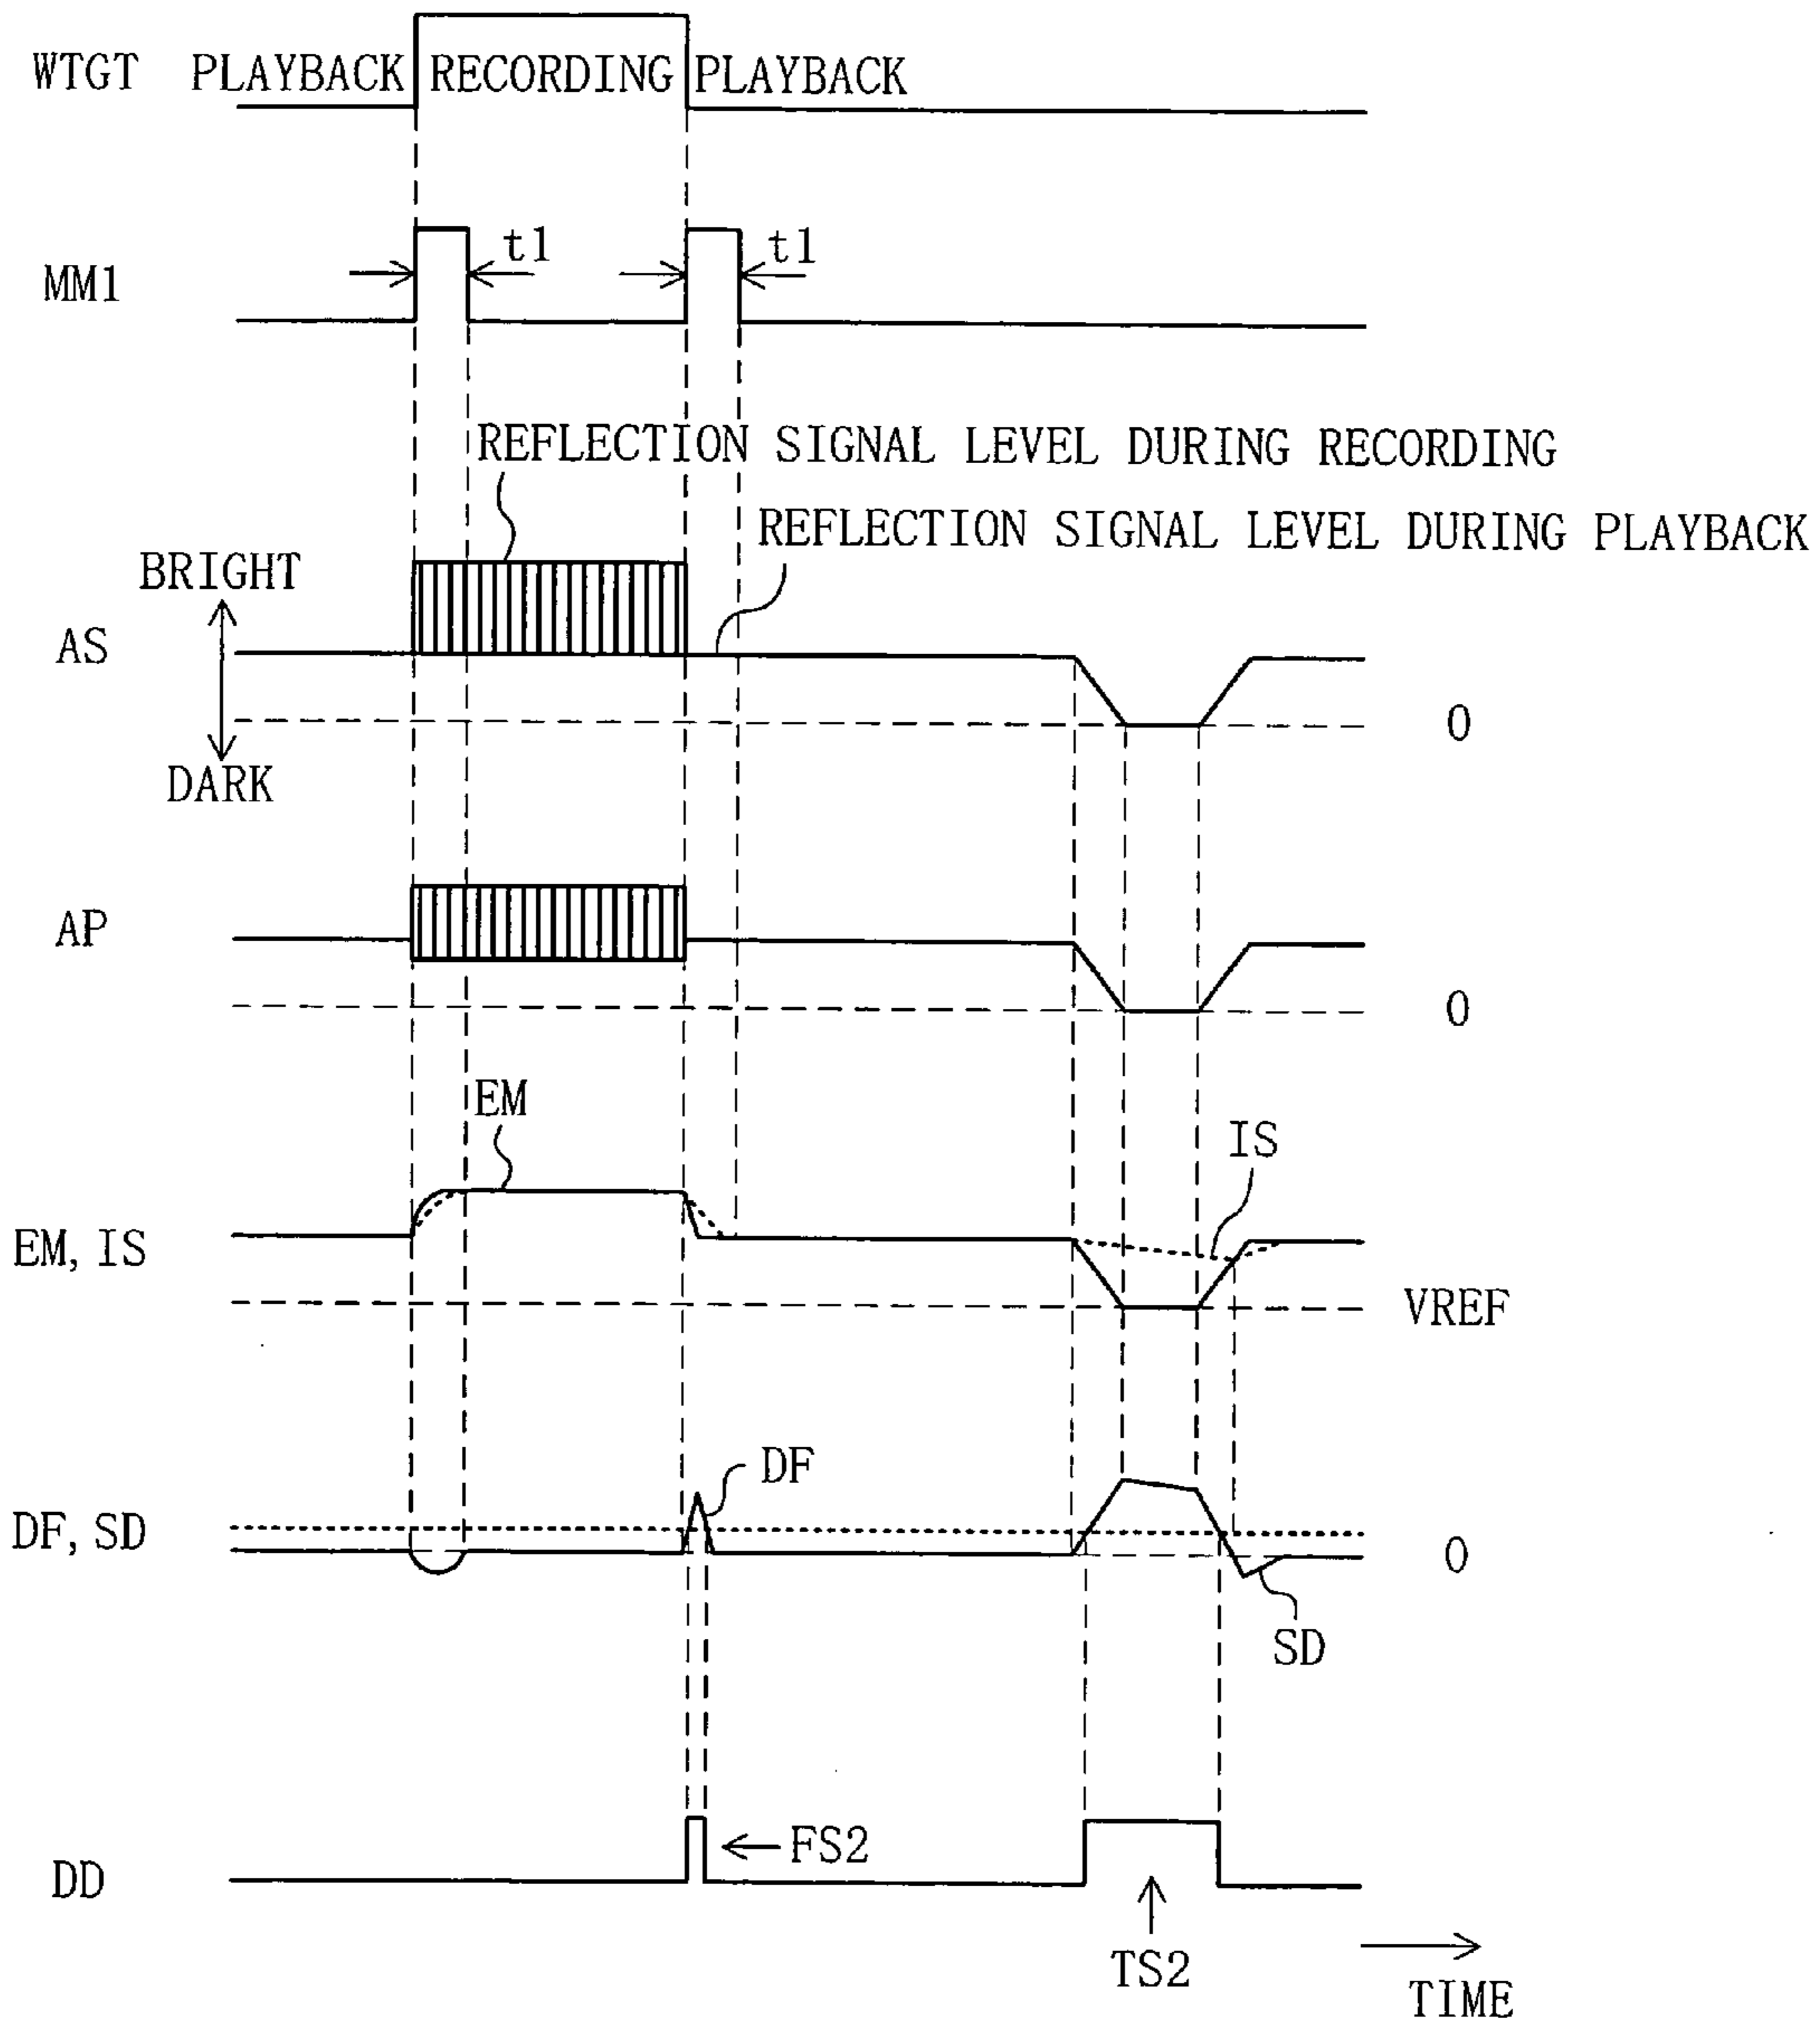 WTGT PLAYBACK RECORDING PLAYBACK
t1 t1
MM1
REFLECTION SIGNAL LEVEL DURING RECORDING
REFLECTION SIGNAL LEVEL DURING PLAYBACK
BRIGHT
AS
0
DARK
AP
0
EM
IS
EM, IS
VREF
DF
DF, SD
0
SD
FS2
DD
TS2
TIME